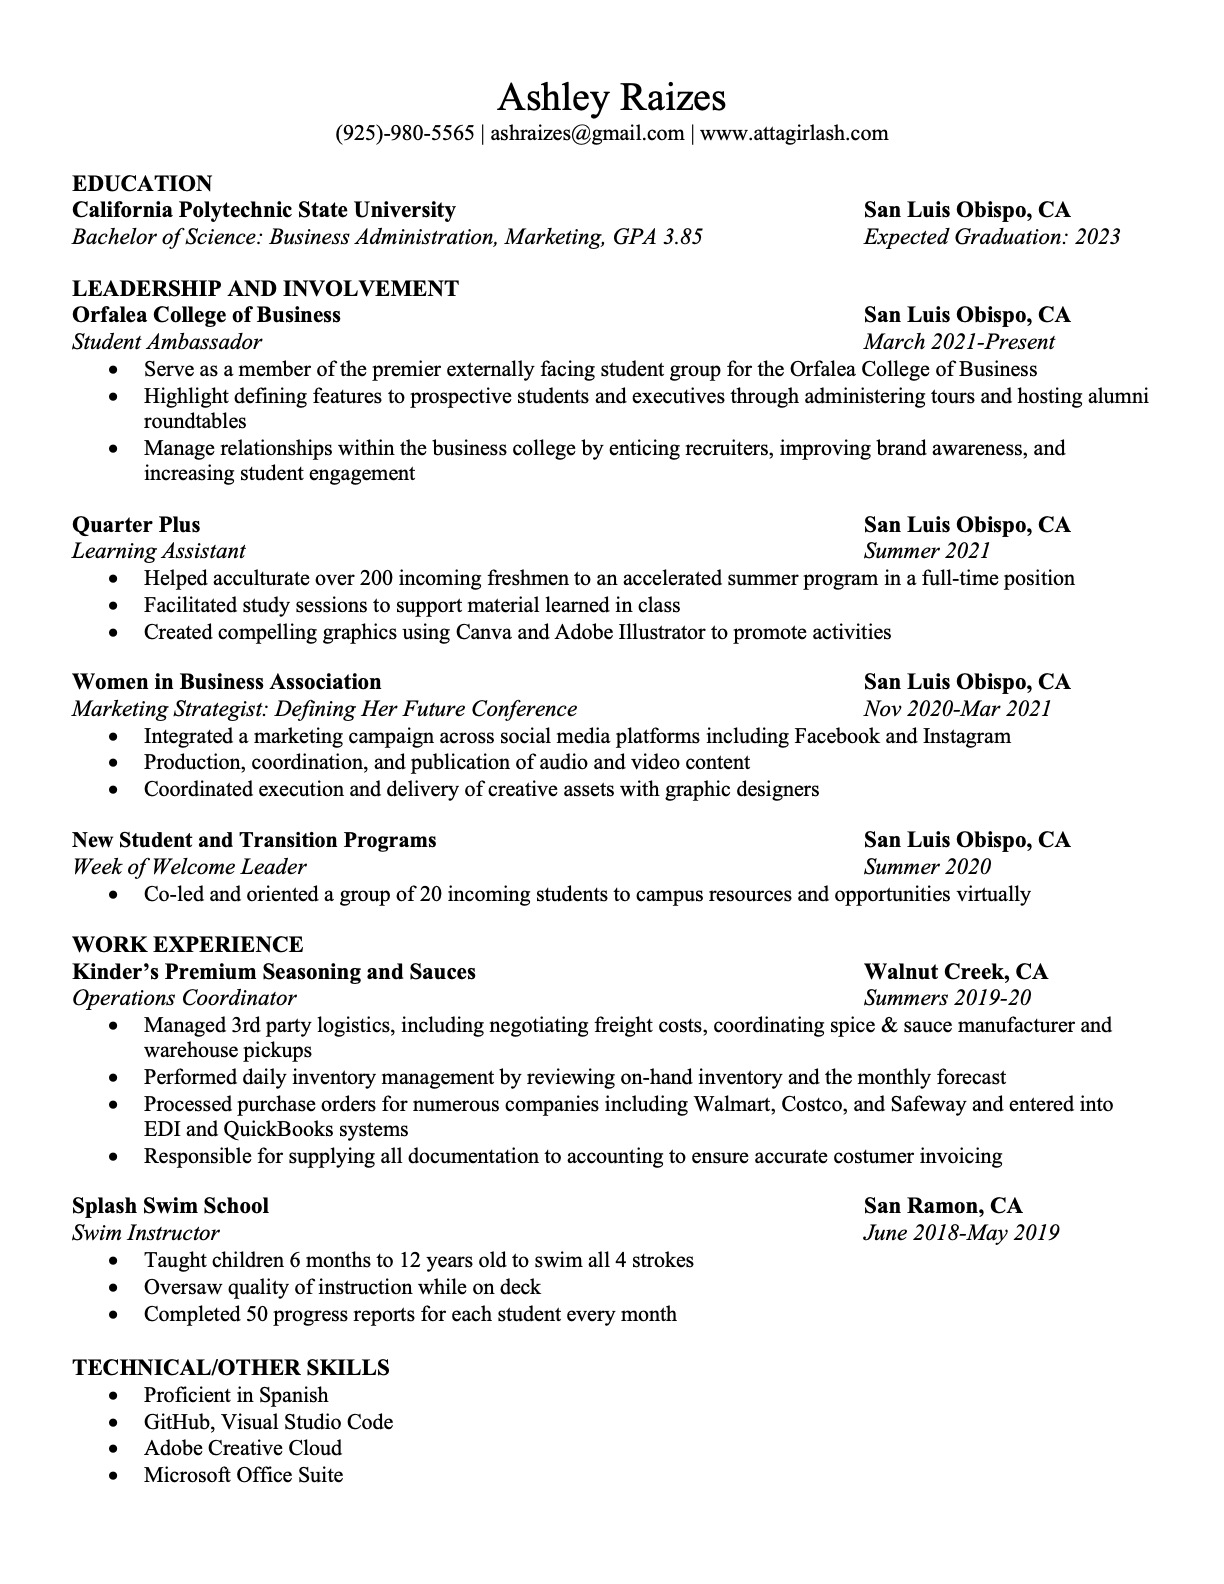 Ashley Raizes
(925)-980-5565 | ashraizes@gmail.com | www.attagirlash.com
EDUCATION
California Polytechnic State University San Luis Obispo, CA
Bachelor of Science: Business Administration, Marketing, GPA 3.85 Expected Graduation: 2023
LEADERSHIP AND INVOLVEMENT
Orfalea College of Business San Luis Obispo, CA
Student Ambassador March 2021-Present
• Serve as a member of the premier externally facing student group for the Orfalea College of Business
• Highlight defining features to prospective students and executives through administering tours and hosting alumni
roundtables
• Manage relationships within the business college by enticing recruiters, improving brand awareness, and
increasing student engagement
Quarter Plus San Luis Obispo, CA
Learning Assistant Summer 2021
• Helped acculturate over 200 incoming freshmen to an accelerated summer program in a full-time position
• Facilitated study sessions to support material learned in class
• Created compelling graphics using Canva and Adobe Illustrator to promote activities
Women in Business Association San Luis Obispo, CA
Marketing Strategist: Defining Her Future Conference Nov 2020-Mar 2021
• Integrated a marketing campaign across social media platforms including Facebook and Instagram
• Production, coordination, and publication of audio and video content
• Coordinated execution and delivery of creative assets with graphic designers
New Student and Transition Programs San Luis Obispo, CA
Week of Welcome Leader Summer 2020
• Co-led and oriented a group of 20 incoming students to campus resources and opportunities virtually
WORK EXPERIENCE
Kinder’s Premium Seasoning and Sauces Walnut Creek, CA
Operations Coordinator Summers 2019-20
• Managed 3rd party logistics, including negotiating freight costs, coordinating spice & sauce manufacturer and
warehouse pickups
• Performed daily inventory management by reviewing on-hand inventory and the monthly forecast
• Processed purchase orders for numerous companies including Walmart, Costco, and Safeway and entered into
EDI and QuickBooks systems
• Responsible for supplying all documentation to accounting to ensure accurate costumer invoicing
Splash Swim School San Ramon, CA
Swim Instructor June 2018-May 2019
• Taught children 6 months to 12 years old to swim all 4 strokes
• Oversaw quality of instruction while on deck
• Completed 50 progress reports for each student every month
TECHNICAL/OTHER SKILLS
• Proficient in Spanish
• GitHub, Visual Studio Code
• Adobe Creative Cloud
• Microsoft Office Suite